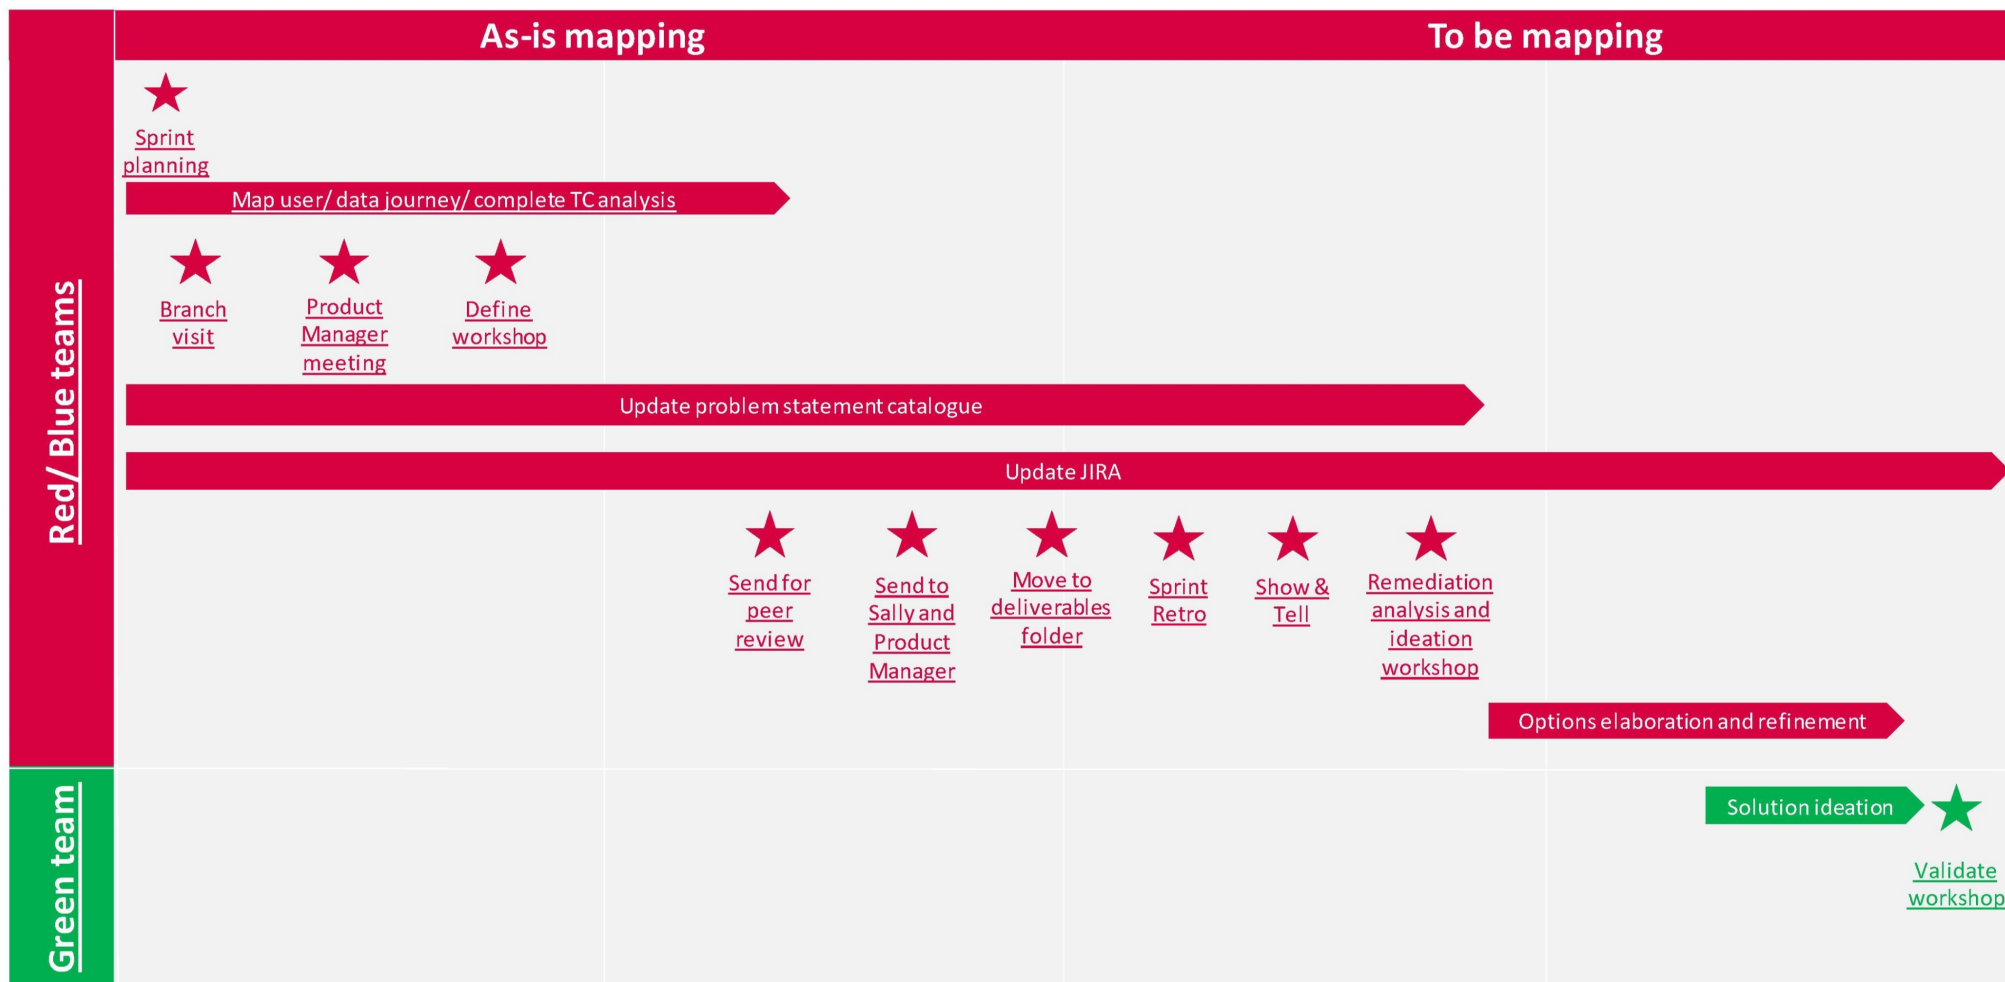 As-is mapping
To be mapping
Red/ Blue teams
Sprint
planning
Map user/ data journey/ complete TC analysis
Branch
visit
Product
Manager
meeting
Define
workshop
Update problem statement catalogue
Update JIRA
Send for
peer
review
Send to
Sally and
Product
Manager
Move to
deliverables
folder
Sprint
Retro
Show &
Tell
Remediation
analysis and
ideation
workshop
Options elaboration and refinement
Green team
Solution ideation
Validate
workshop